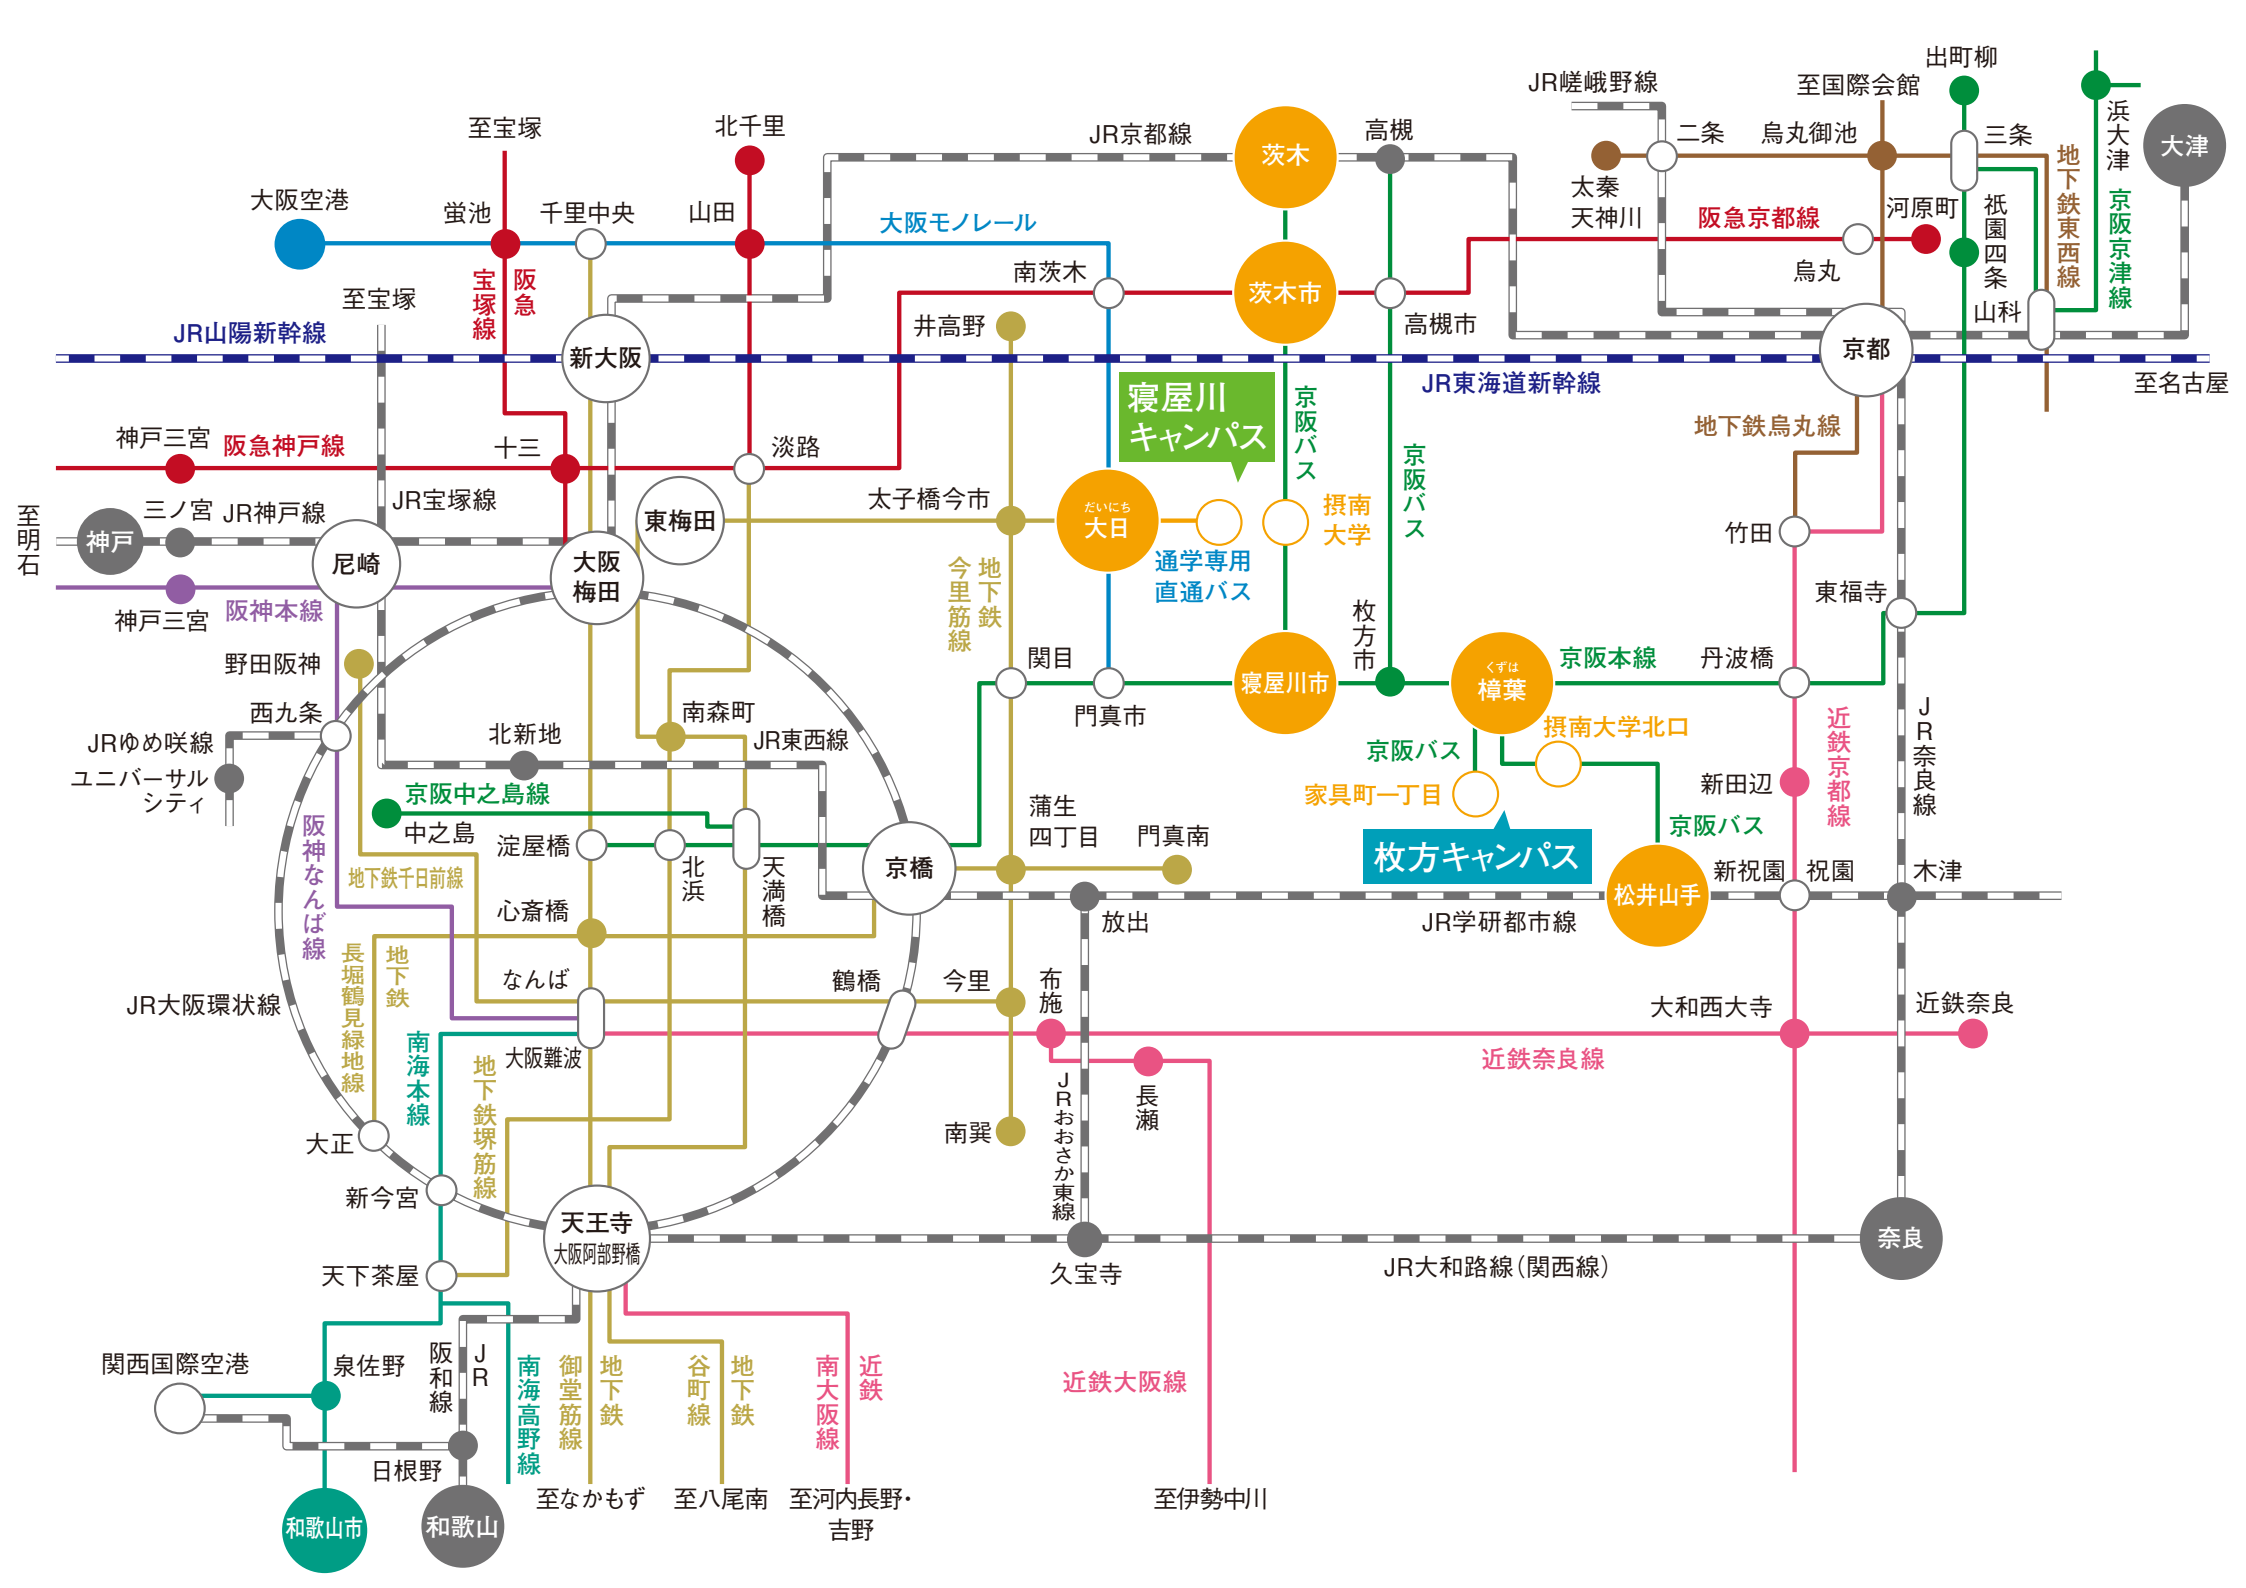 出町柳
JR嵯峨野線
至国際会館
浜大津
大津
至宝塚
北千里
JR京都線
茨木
高槻
二条
烏丸御池
三条
地下鉄東西線
京阪京津線
大阪空港
蛍池
千里中央
山田
大阪モノレール
太秦
天神川
阪急京都線
河原町
祇園四条
烏丸
阪急
宝塚線
南茨木
茨木市
高槻市
山科
至宝塚
JR山陽新幹線
新大阪
井高野
京都
JR東海道新幹線
至名古屋
寝屋川
キャンパス
京阪バス
京阪バス
地下鉄烏丸線
神戸三宮
阪急神戸線
十三
淡路
JR宝塚線
至明石
神戸
三ノ宮
JR神戸線
尼崎
大阪
梅田
東梅田
太子橋今市
だいにち
大日
摂南
大学
通学専用
直通バス
竹田
東福寺
神戸三宮
阪神本線
地下鉄
今里筋線
野田阪神
関目
門真市
寝屋川市
枚方市
くずは
樟葉
京阪本線
丹波橋
西九条
JRゆめ咲線
ユニバーサル
シティ
北新地
南森町
JR東西線
京阪バス
摂南大学北口
家具町一丁目
枚方キャンパス
京阪バス
近鉄京都線
新田辺
JR奈良線
京阪中之島線
中之島
淀屋橋
北浜
天満橋
京橋
蒲生
四丁目
門真南
阪神なんば線
地下鉄千日前線
心斎橋
放出
JR学研都市線
松井山手
新祝園
祝園
木津
地下鉄
長堀鶴見緑地線
なんば
大阪難波
鶴橋
今里
布施
大和西大寺
近鉄奈良
JR大阪環状線
南海本線
地下鉄堺筋線
近鉄奈良線
長瀬
JRおおさか東線
南巽
大正
新今宮
天王寺
大阪阿部野橋
久宝寺
JR大和路線(関西線)
奈良
天下茶屋
関西国際空港
泉佐野
JR
阪和線
日根野
和歌山市
和歌山
南海高野線
地下鉄
御堂筋線
地下鉄
谷町線
近鉄
南大阪線
近鉄大阪線
至なかもず
至八尾南
至河内長野・
吉野
至伊勢中川